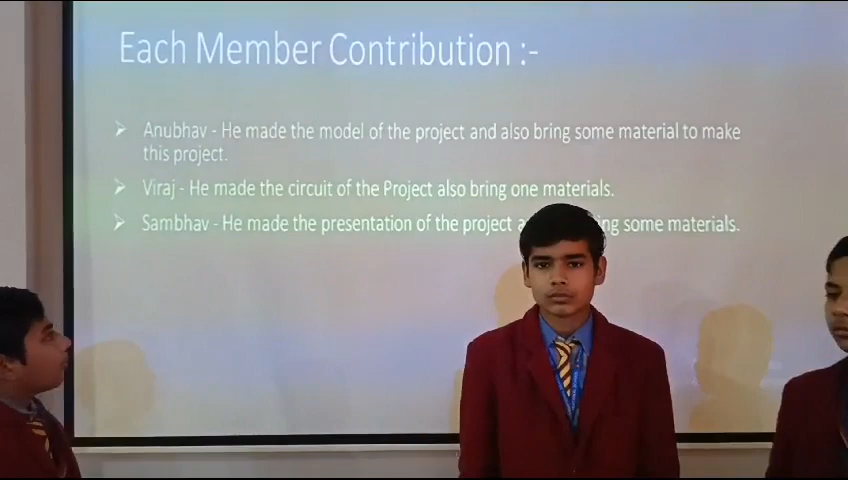 Each Member Contribution :-
Anubhav - He made the model of the project and also bring some material to make
this project.
Viraj - He made the circuit of the Project also bring one materials.
Sambhav - He made the presentation of the project some materials.